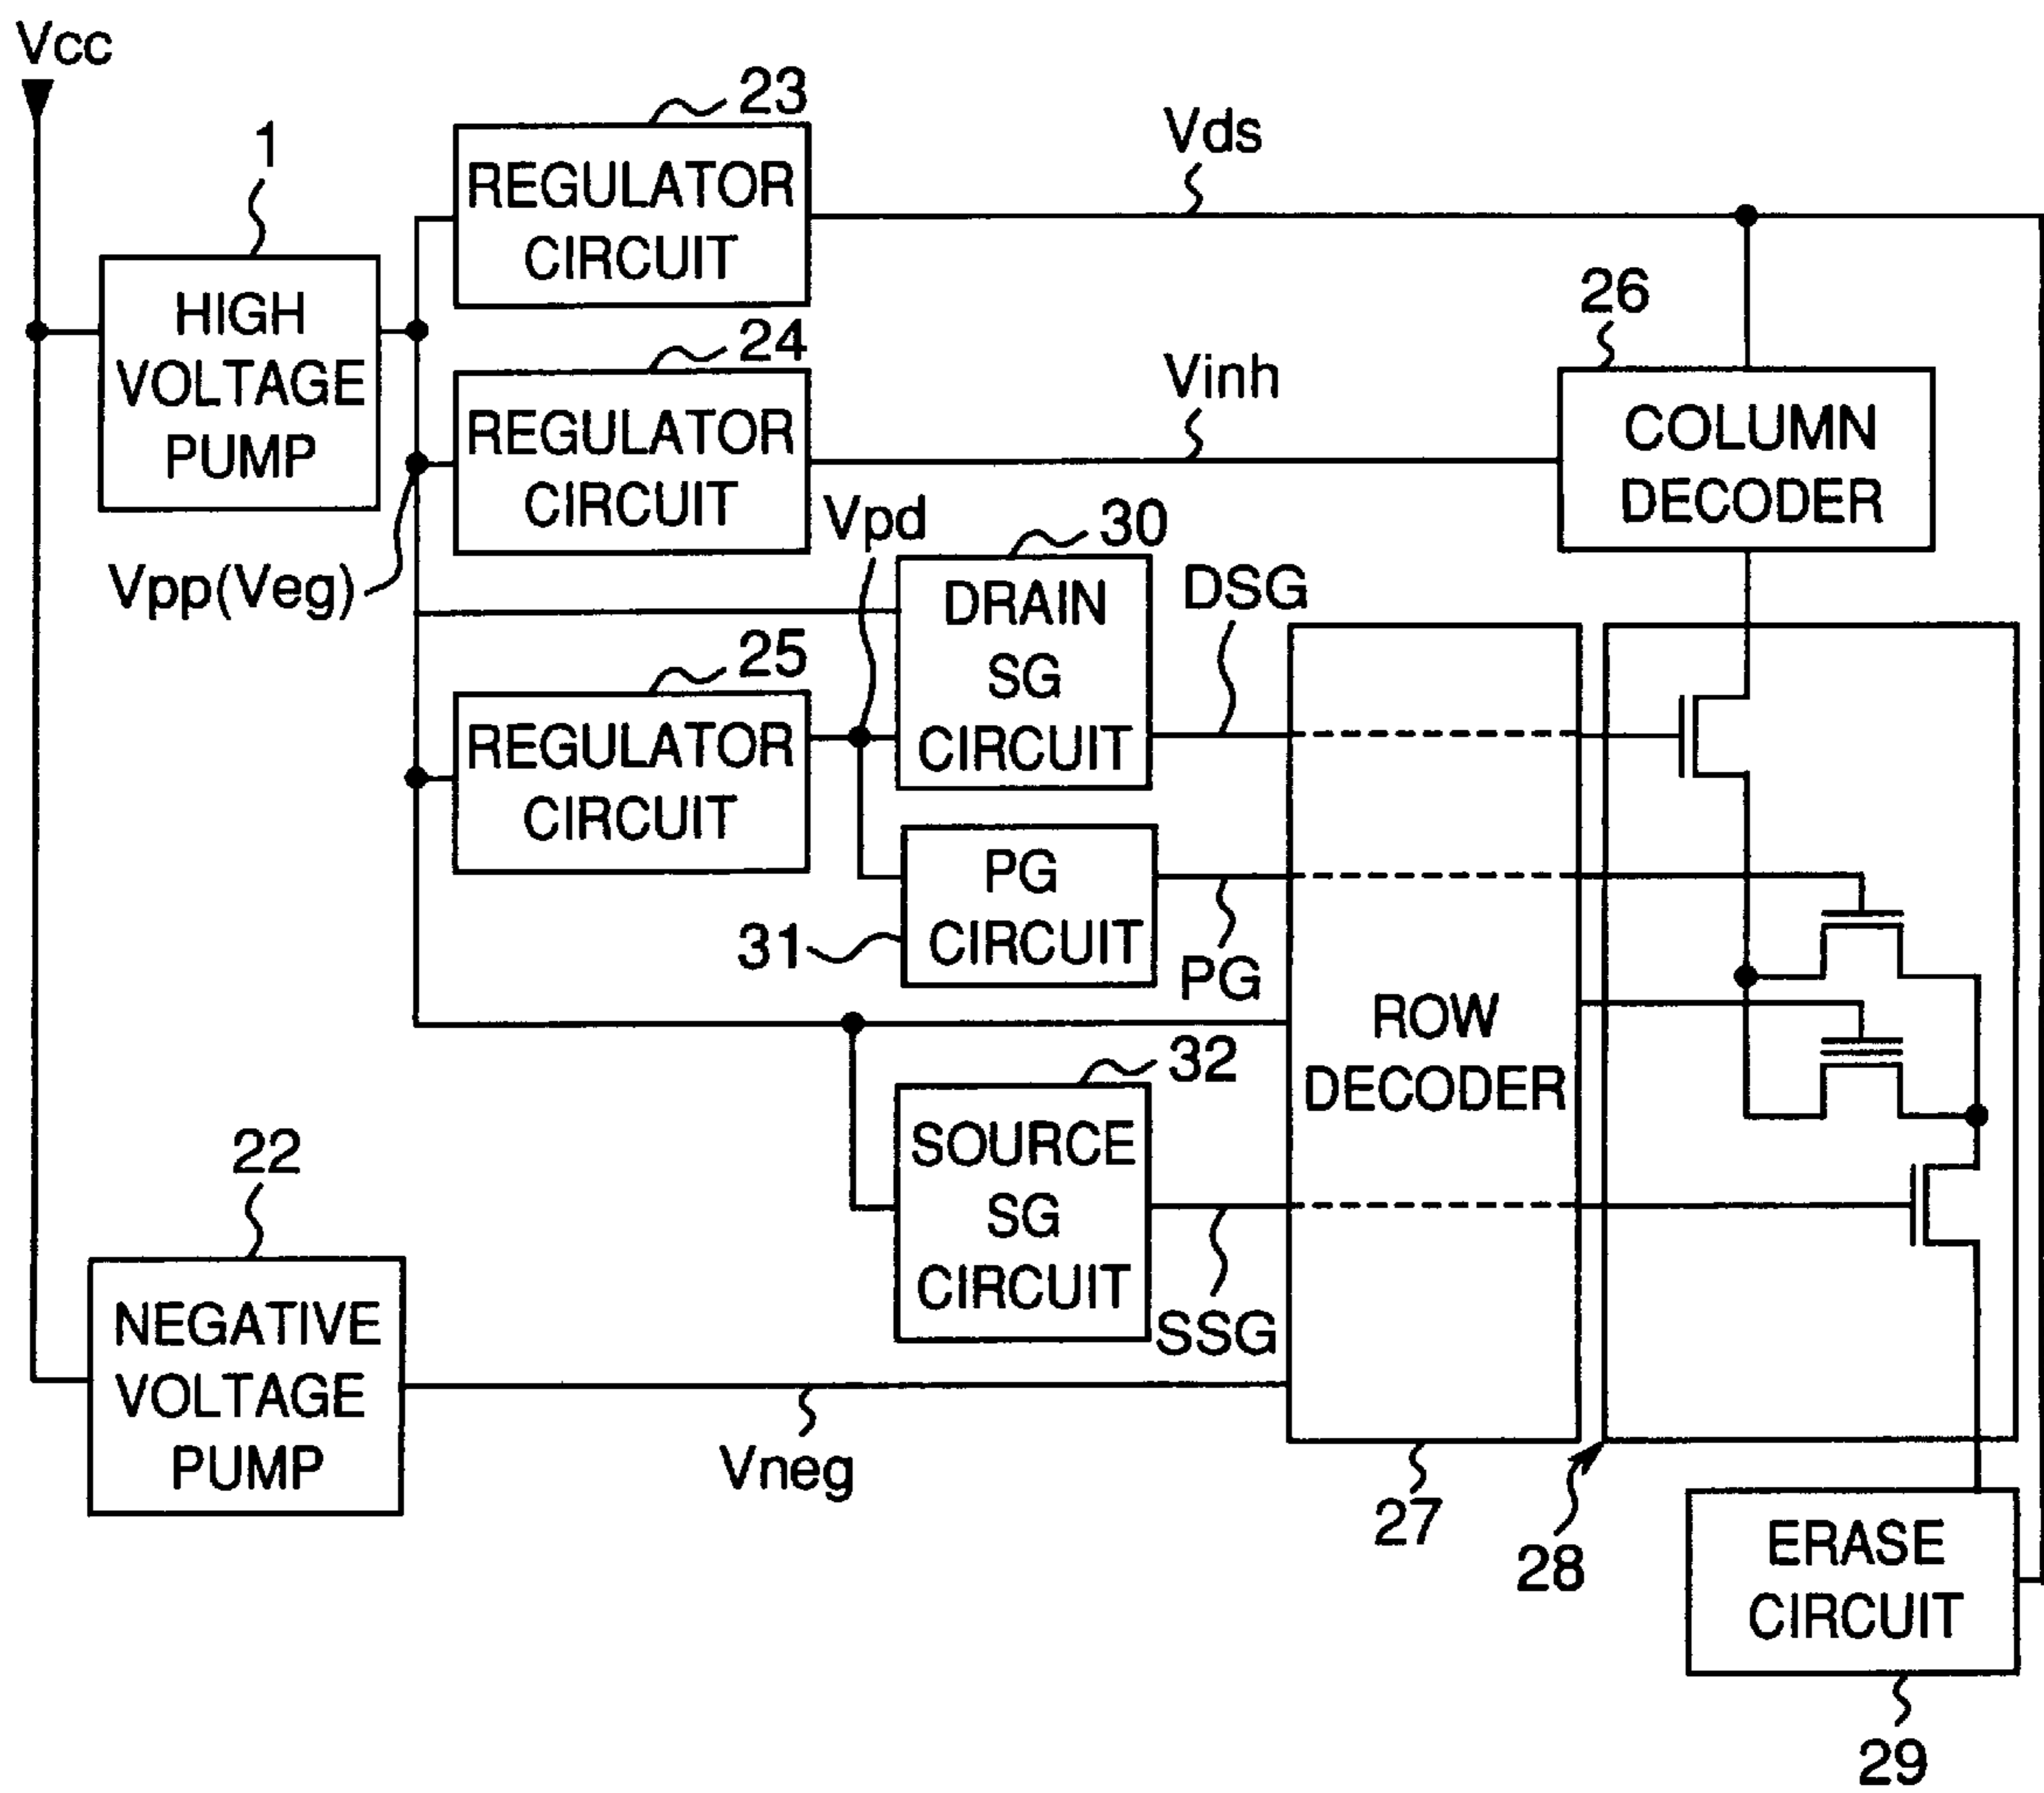 Vcc
23
1
REGULATOR
CIRCUIT
Vds
HIGH
VOLTAGE
PUMP
24
REGULATOR
CIRCUIT
Vinh
26
COLUMN
DECODER
Vpp(Veg)
Vpd
30
DRAIN
SG
CIRCUIT
DSG
25
REGULATOR
CIRCUIT
PG
CIRCUIT
31
PG
ROW
DECODER
32
SOURCE
SG
CIRCUIT
SSG
22
NEGATIVE
VOLTAGE
PUMP
Vneg
27
28
ERASE
CIRCUIT
29